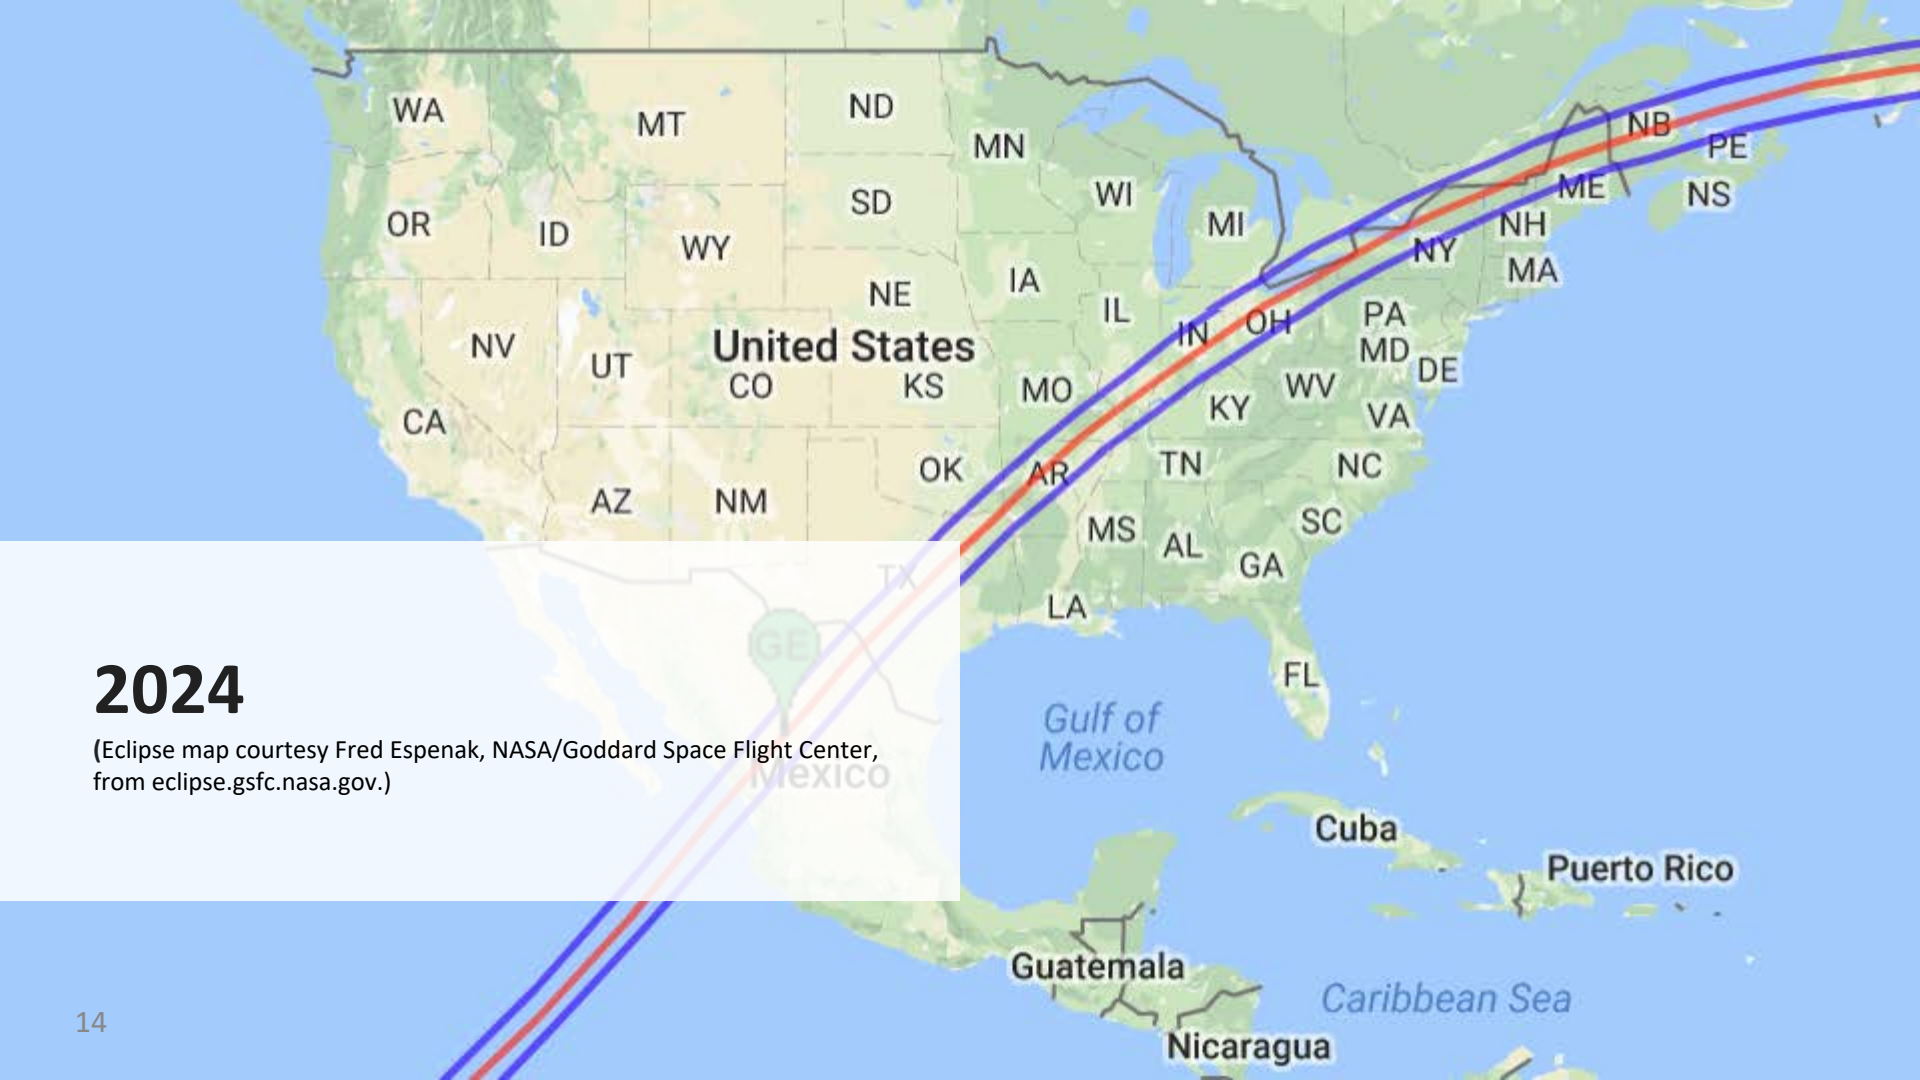 WA
MT
ND
MN
NB
PE
ME
NS
OR
ID
WY
SD
WI
MI
NH
NY
MA
NE
IA
IL
IN
OH
PA
NV
UT
United States
CO
KS
MO
MD
DE
WV
KY
VA
CA
OK
AR
TN
NC
AZ
NM
MS
AL
SC
GA
TX
LA
GE
FL
Gulf of
Mexico
2024
(Eclipse map courtesy Fred Espenak, NASA/Goddard Space Flight Center,
from eclipse.gsfc.nasa.gov.)
Mexico
Cuba
Puerto Rico
Guatemala
Caribbean Sea
Nicaragua
14